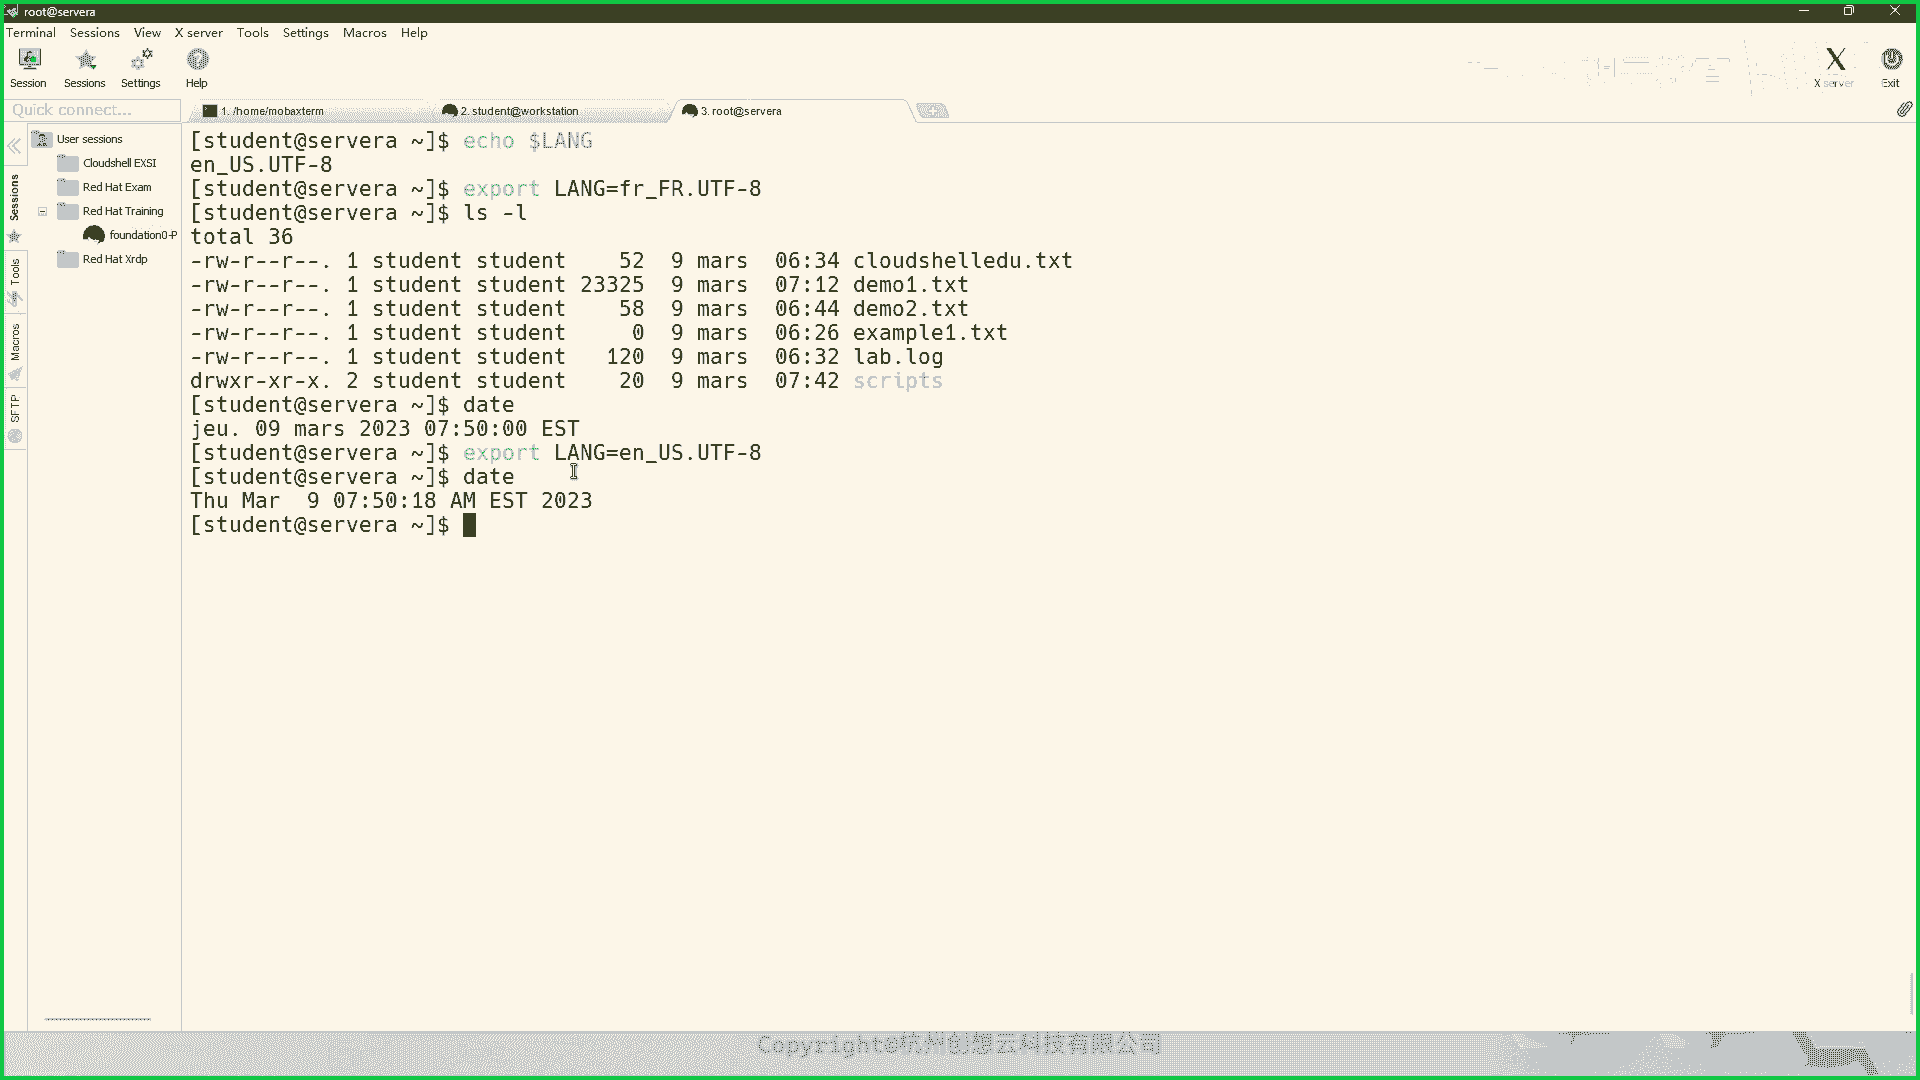 root@servera
Terminal Sessions View X server Tools Settings Macros Help
Session Sessions Settings Help X server Exit
Quick connect... 1. /home/mobaxterm 2. student@workstation 3. root@servera
Sessions
Tools
Macros
SFTP
User sessions
Cloudshell EXSI
Red Hat Exam
Red Hat Training
foundation0-P
Red Hat Xrdp
[student@servera ~]$ echo $LANG
en_US.UTF-8
[student@servera ~]$ export LANG=fr_FR.UTF-8
[student@servera ~]$ ls -l
total 36
-rw-r--r--. 1 student student    52  9 mars  06:34 cloudshelledu.txt
-rw-r--r--. 1 student student 23325  9 mars  07:12 demo1.txt
-rw-r--r--. 1 student student    58  9 mars  06:44 demo2.txt
-rw-r--r--. 1 student student     0  9 mars  06:26 example1.txt
-rw-r--r--. 1 student student   120  9 mars  06:32 lab.log
drwxr-xr-x. 2 student student    20  9 mars  07:42 scripts
[student@servera ~]$ date
jeu. 09 mars 2023 07:50:00 EST
[student@servera ~]$ export LANG=en_US.UTF-8
[student@servera ~]$ date
Thu Mar  9 07:50:18 AM EST 2023
[student@servera ~]$
Copyright@杭州创想云科技有限公司